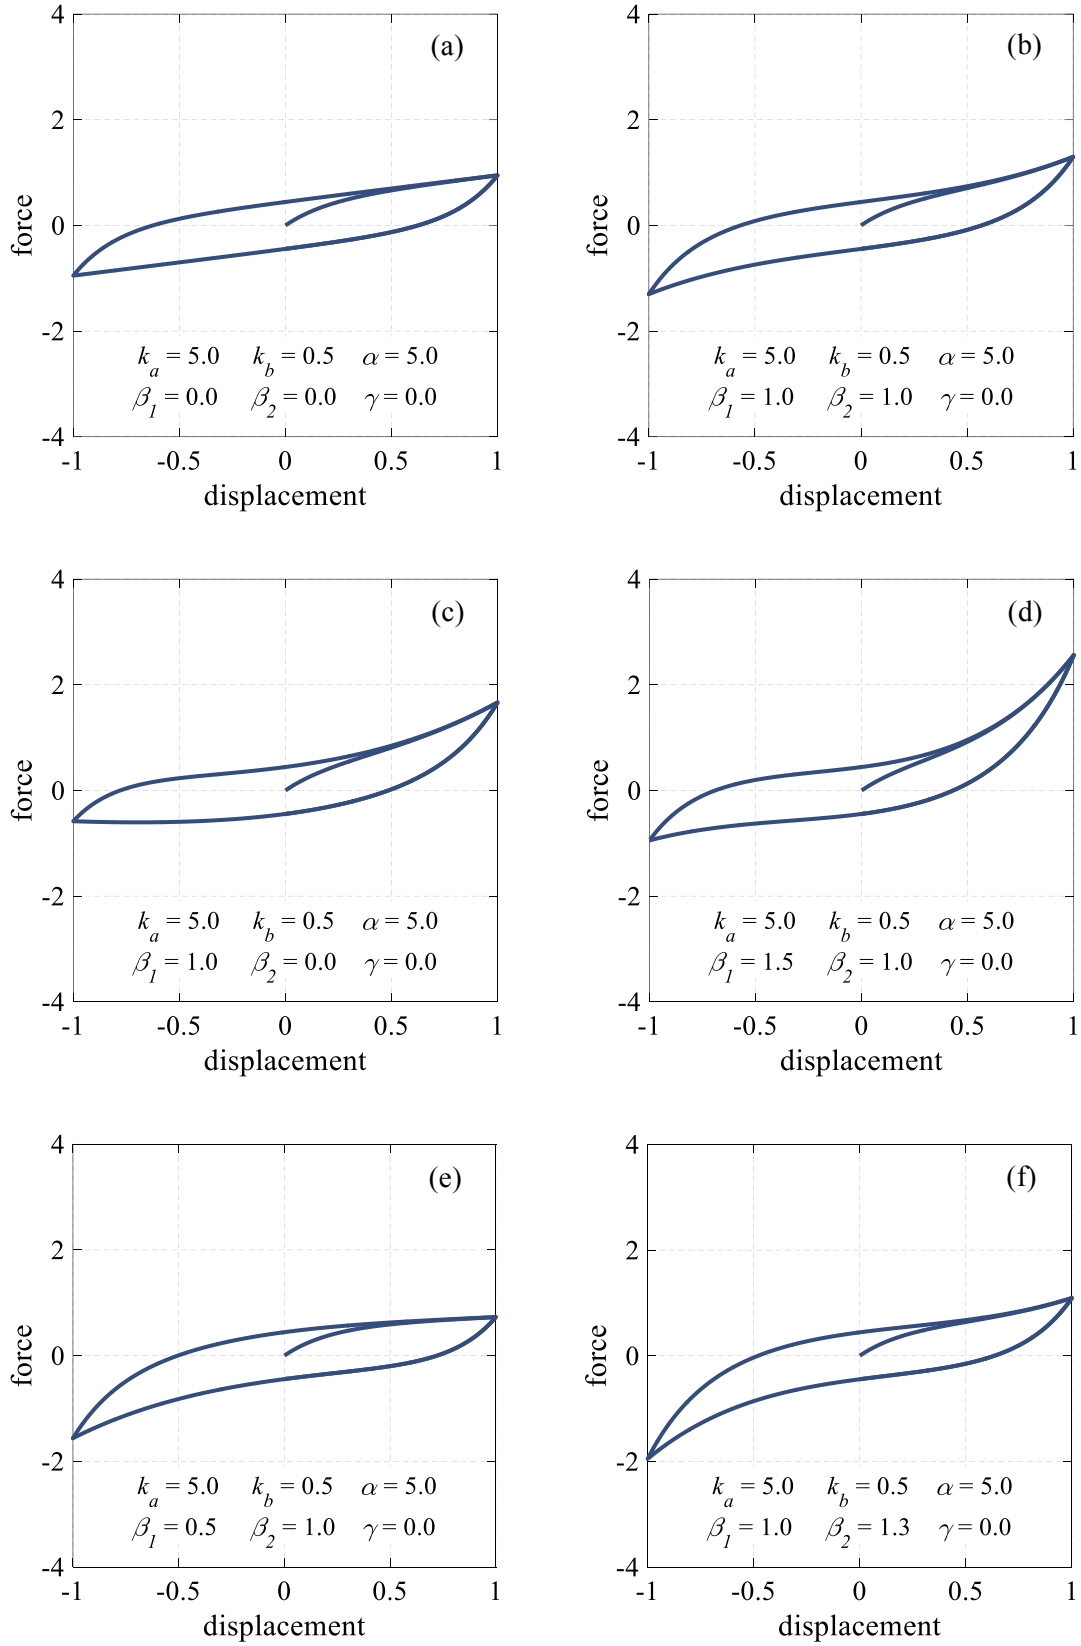 (a)
4
2
0
-2
-4
force
k_a = 5.0 k_b = 0.5 α = 5.0
β_1 = 0.0 β_2 = 0.0 γ = 0.0
-1 -0.5 0 0.5 1
displacement
(b)
4
2
0
-2
-4
force
k_a = 5.0 k_b = 0.5 α = 5.0
β_1 = 1.0 β_2 = 1.0 γ = 0.0
-1 -0.5 0 0.5 1
displacement
(c)
4
2
0
-2
-4
force
k_a = 5.0 k_b = 0.5 α = 5.0
β_1 = 1.0 β_2 = 0.0 γ = 0.0
-1 -0.5 0 0.5 1
displacement
(d)
4
2
0
-2
-4
force
k_a = 5.0 k_b = 0.5 α = 5.0
β_1 = 1.5 β_2 = 1.0 γ = 0.0
-1 -0.5 0 0.5 1
displacement
(e)
4
2
0
-2
-4
force
k_a = 5.0 k_b = 0.5 α = 5.0
β_1 = 0.5 β_2 = 1.0 γ = 0.0
-1 -0.5 0 0.5 1
displacement
(f)
4
2
0
-2
-4
force
k_a = 5.0 k_b = 0.5 α = 5.0
β_1 = 1.0 β_2 = 1.3 γ = 0.0
-1 -0.5 0 0.5 1
displacement